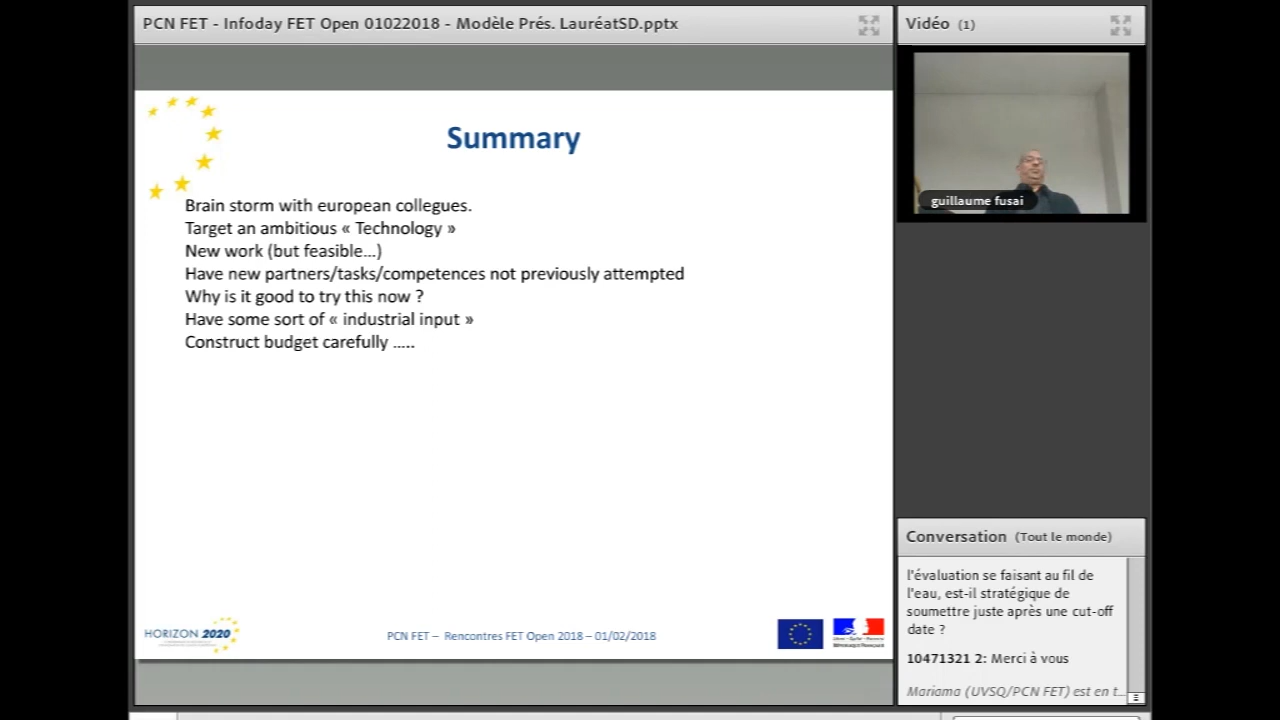 PCN FET - Infoday FET Open 01022018 - Modèle Prés. LauréatSD.pptx
Summary
Brain storm with european collegues.
Target an ambitious « Technology »
New work (but feasible...)
Have new partners/tasks/competences not previously attempted
Why is it good to try this now ?
Have some sort of « industrial input »
Construct budget carefully .....
HORIZON 2020
PCN FET – Rencontres FET Open 2018 – 01/02/2018
Vidéo (1)
guillaume fusai
Conversation (Tout le monde)
l'évaluation se faisant au fil de
l'eau, est-il stratégique de
soumettre juste après une cut-off
date ?
10471321 2: Merci à vous
Mariama (UVSQ/PCN FET) est en t...